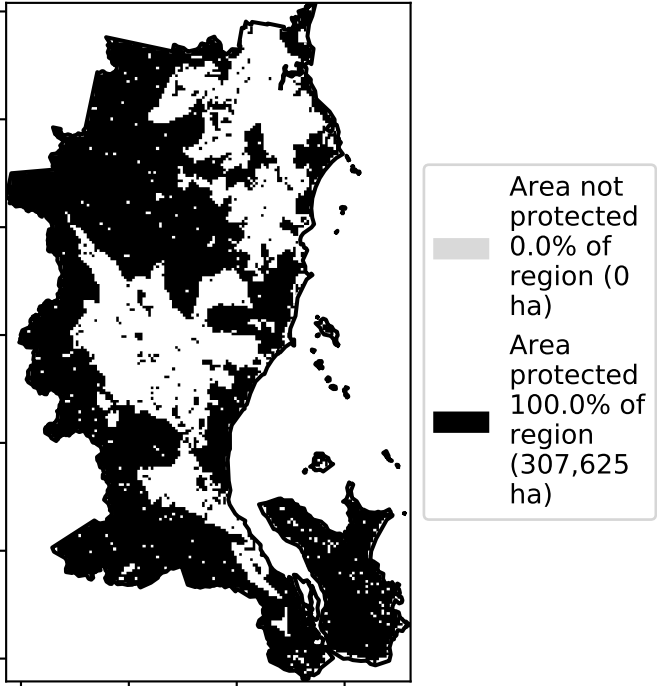 Area not
protected
0.0% of
region (0
ha)
Area
protected
100.0% of
region
(307,625
ha)